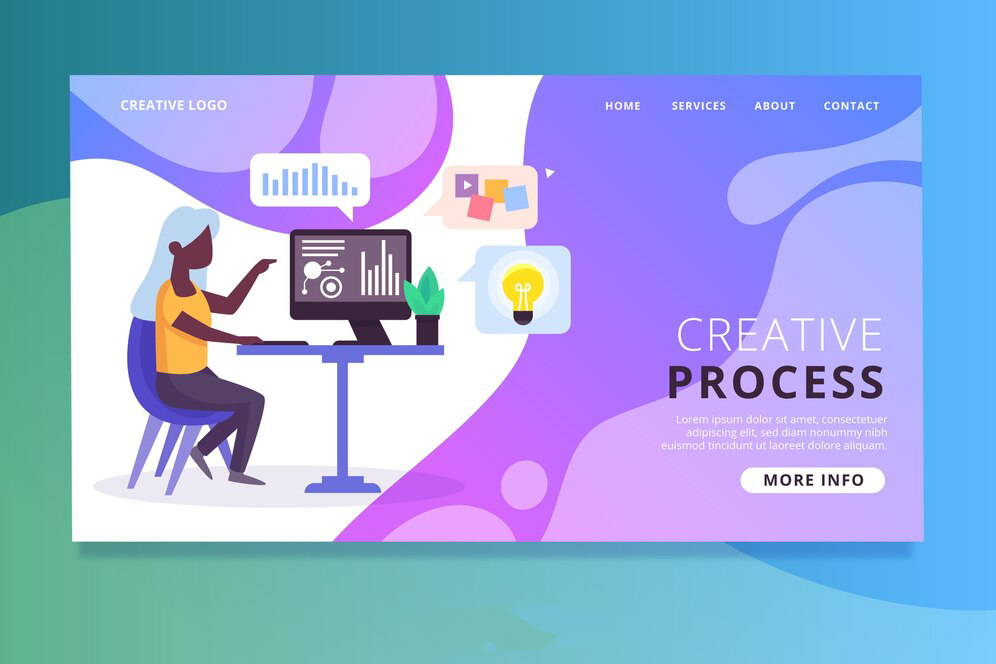 CREATIVE LOGO
HOME SERVICES ABOUT CONTACT
CREATIVE
PROCESS
Lorem ipsum dolor sit amet, consectetuer
adipiscing elit, sed diam nonummy nibh
euismod tincidunt ut laoreet dolore aliquam.
MORE INFO